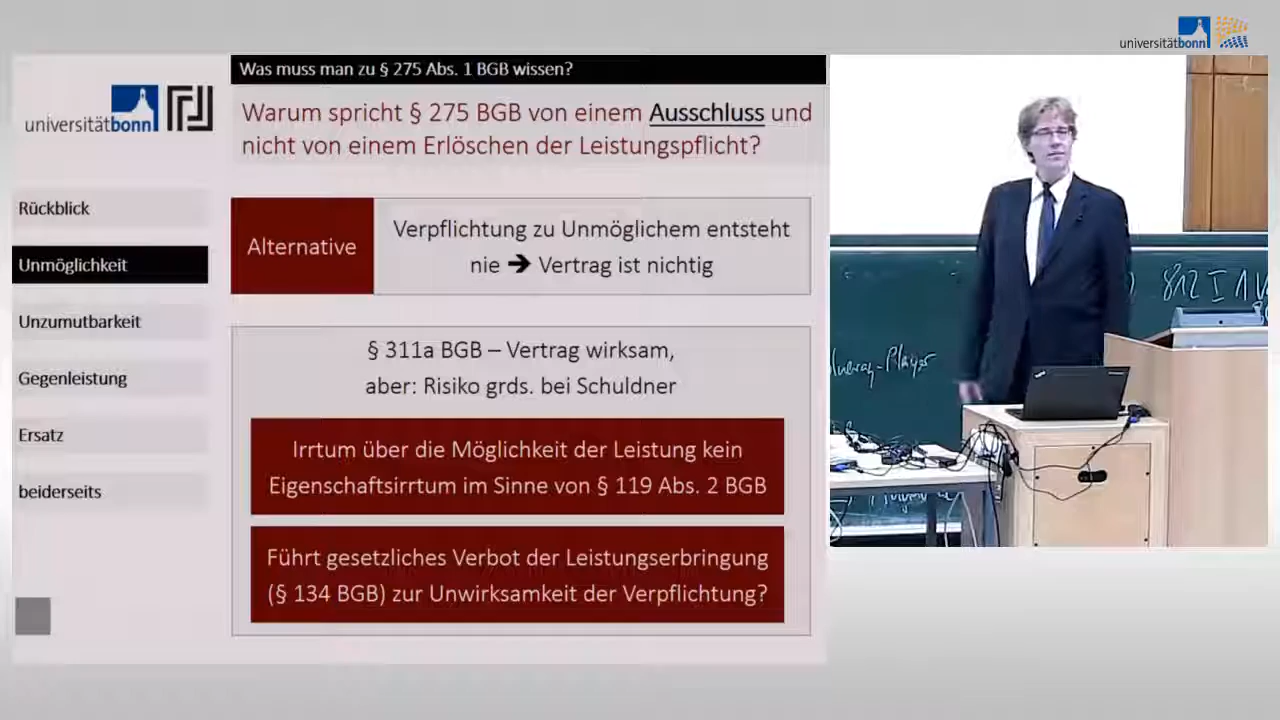 universitätbonn
Was muss man zu § 275 Abs. 1 BGB wissen?
universitätbonn
Warum spricht § 275 BGB von einem Ausschluss und
nicht von einem Erlöschen der Leistungspflicht?
Rückblick
Unmöglichkeit
Unzumutbarkeit
Gegenleistung
Ersatz
beiderseits
Alternative
Verpflichtung zu Unmöglichem entsteht
nie ➔ Vertrag ist nichtig
§ 311a BGB – Vertrag wirksam,
aber: Risiko grds. bei Schuldner
Irrtum über die Möglichkeit der Leistung kein
Eigenschaftsirrtum im Sinne von § 119 Abs. 2 BGB
Führt gesetzliches Verbot der Leistungserbringung
(§ 134 BGB) zur Unwirksamkeit der Verpflichtung?
812 I 1
-Player